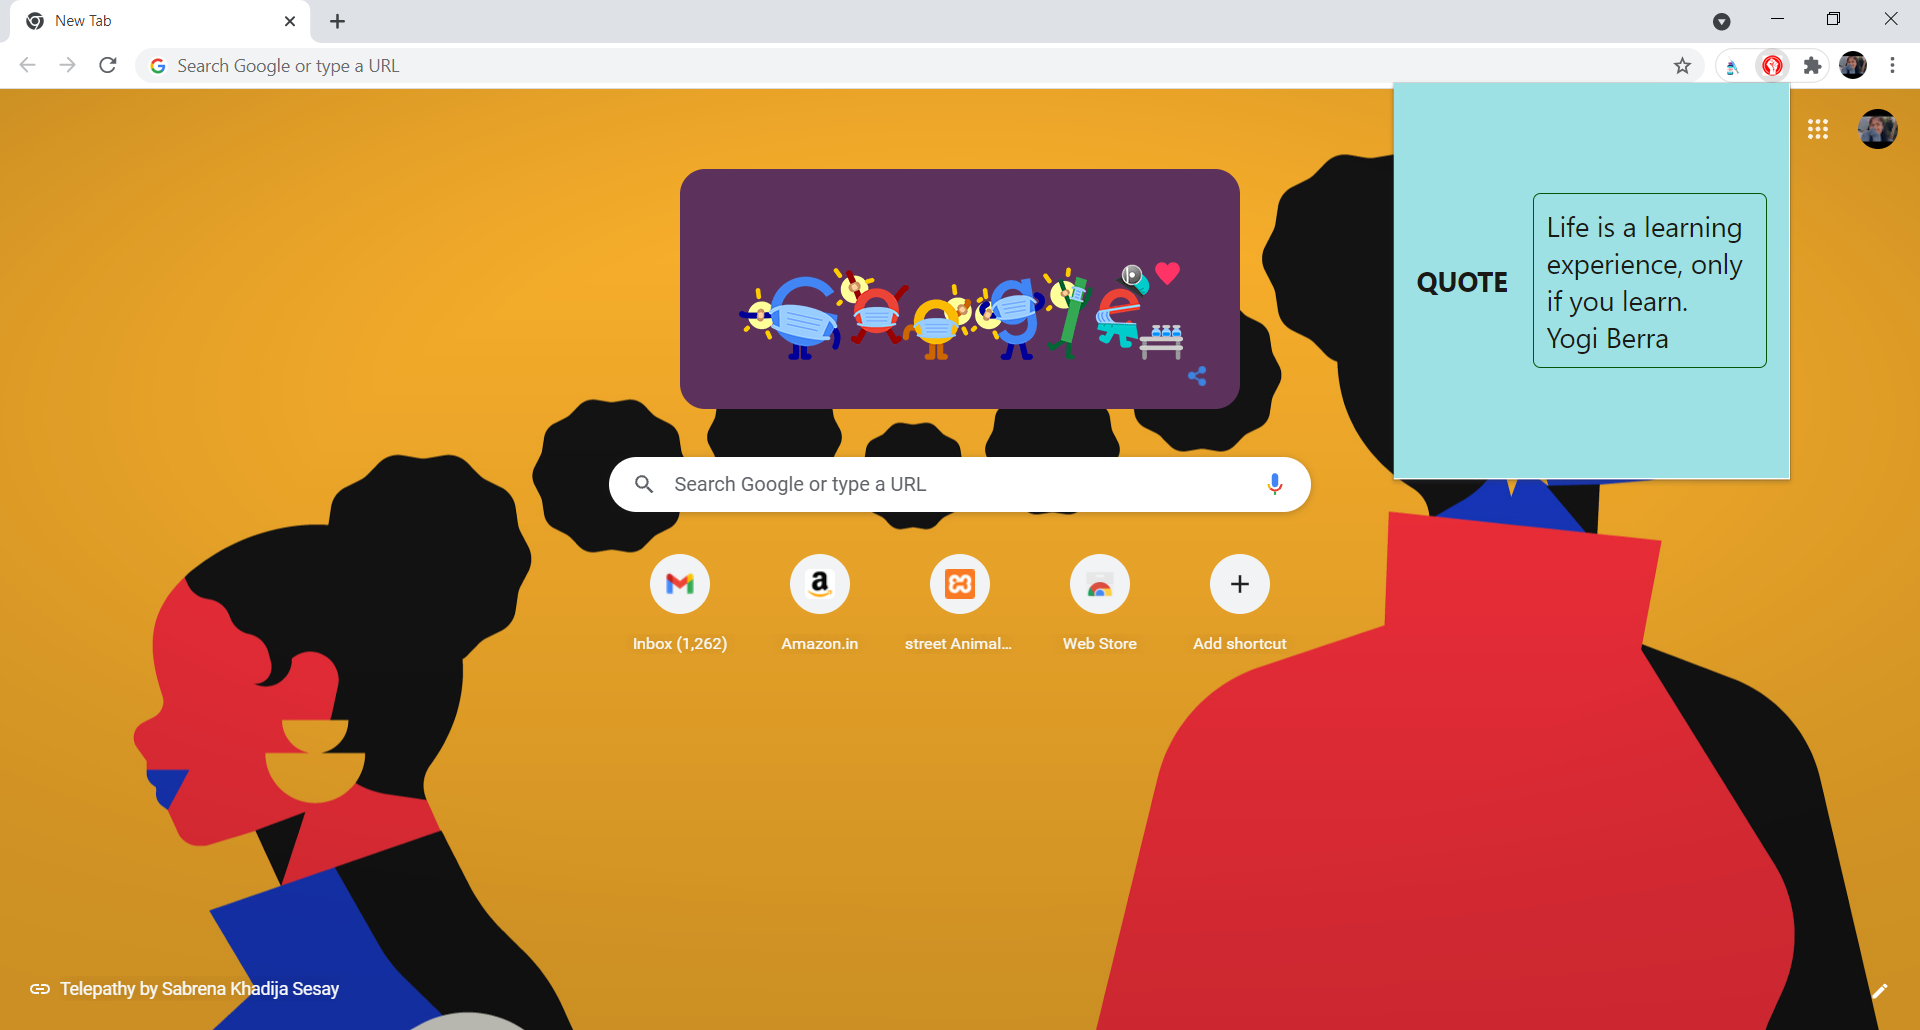 New Tab
Search Google or type a URL
QUOTE
Life is a learning
experience, only
if you learn.
Yogi Berra
Google
Search Google or type a URL
Inbox (1,262)
Amazon.in
street Animal...
Web Store
Add shortcut
Telepathy by Sabrena Khadija Sesay